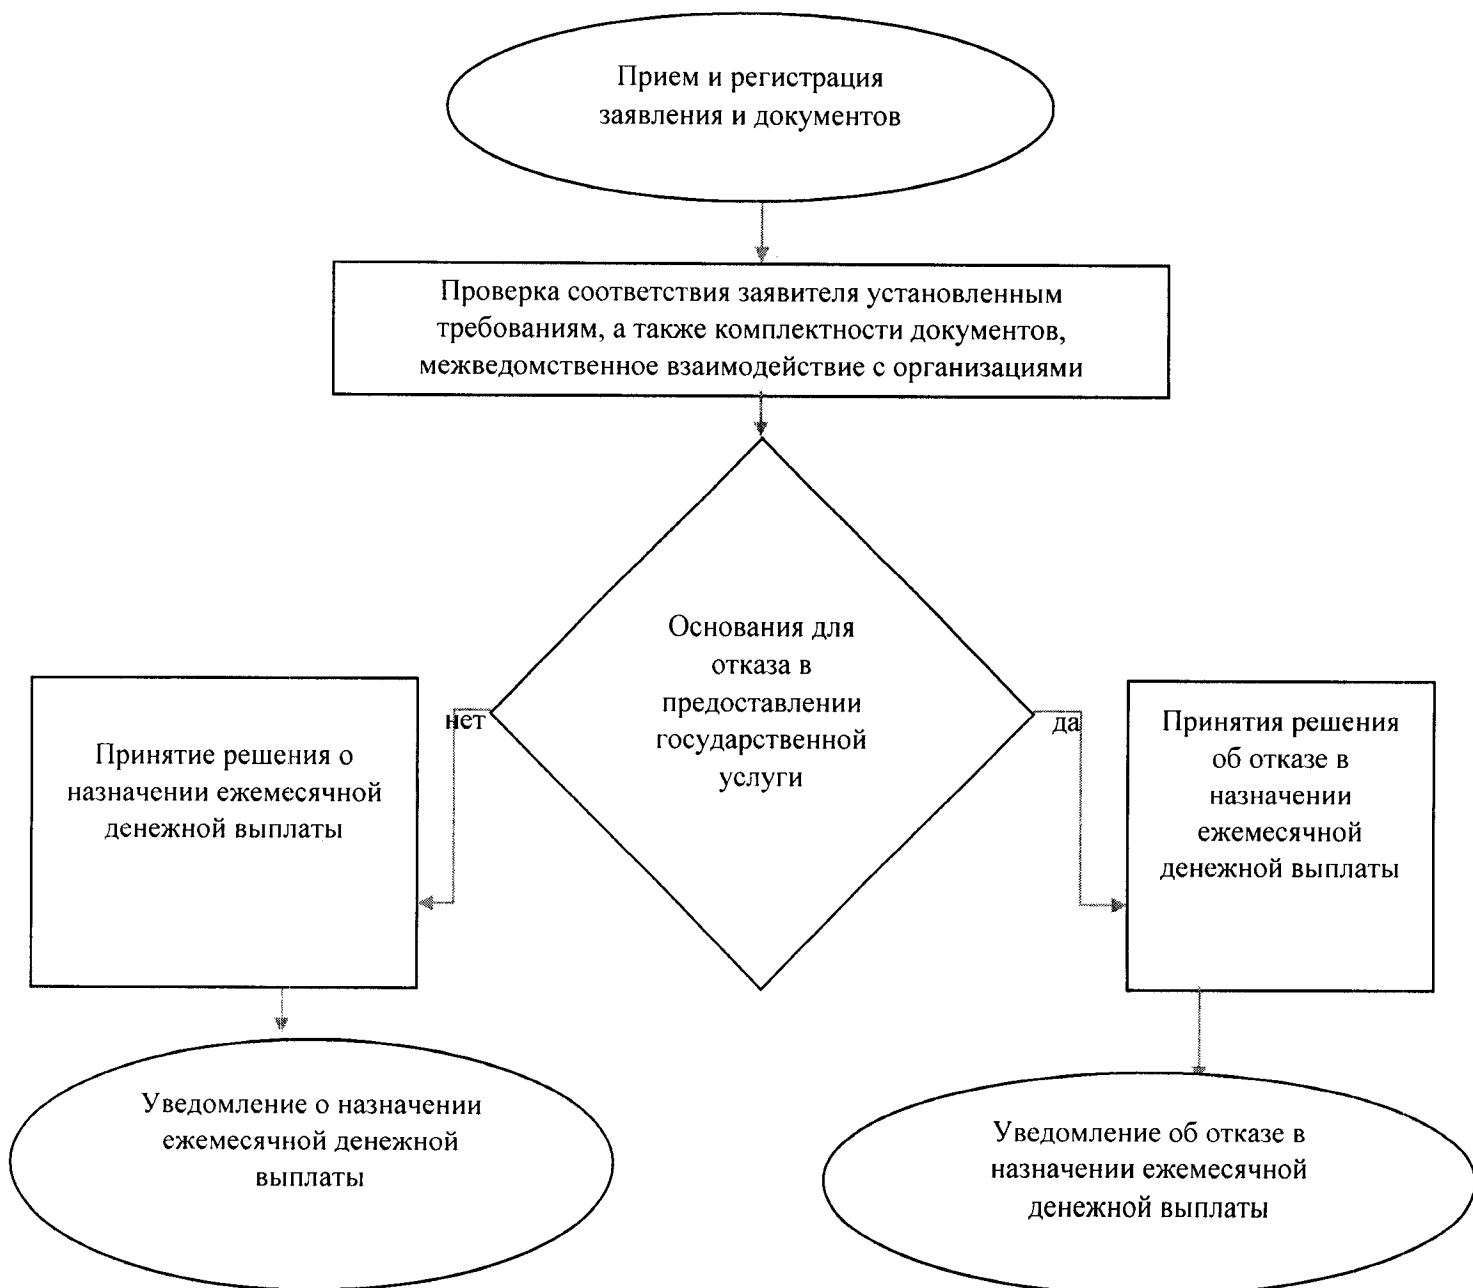 Прием и регистрация
заявления и документов
Проверка соответствия заявителя установленным
требованиям, а также комплектности документов,
межведомственное взаимодействие с организациями
Основания для
отказа в
предоставлении
государственной
услуги
нет
да
Принятие решения о
назначении ежемесячной
денежной выплаты
Принятия решения
об отказе в
назначении
ежемесячной
денежной выплаты
Уведомление о назначении
ежемесячной денежной
выплаты
Уведомление об отказе в
назначении ежемесячной
денежной выплаты